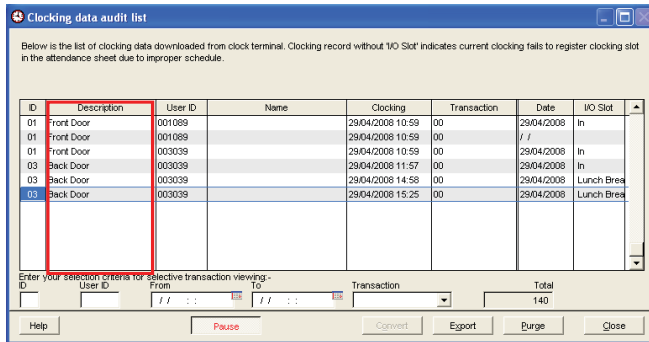 Clocking data audit list
Below is the list of clocking data downloaded from clock terminal. Clocking record without 'I/O Slot' indicates current clocking fails to register clocking slot
in the attendance sheet due to improper schedule.
ID Description User ID Name Clocking Transaction Date I/O Slot
01 Front Door 001089 29/04/2008 10:59 00 29/04/2008 In
01 Front Door 001089 29/04/2008 10:59 00 / /
01 Front Door 003039 29/04/2008 10:59 00 29/04/2008 In
03 Back Door 003039 29/04/2008 11:57 00 29/04/2008 In
03 Back Door 003039 29/04/2008 14:58 00 29/04/2008 Lunch Brea
03 Back Door 003039 29/04/2008 15:25 00 29/04/2008 Lunch Brea
Enter your selection criteria for selective transaction viewing:-
ID User ID From To Transaction Total
/ / : : / / : : 140
Help Pause Convert Export Purge Close